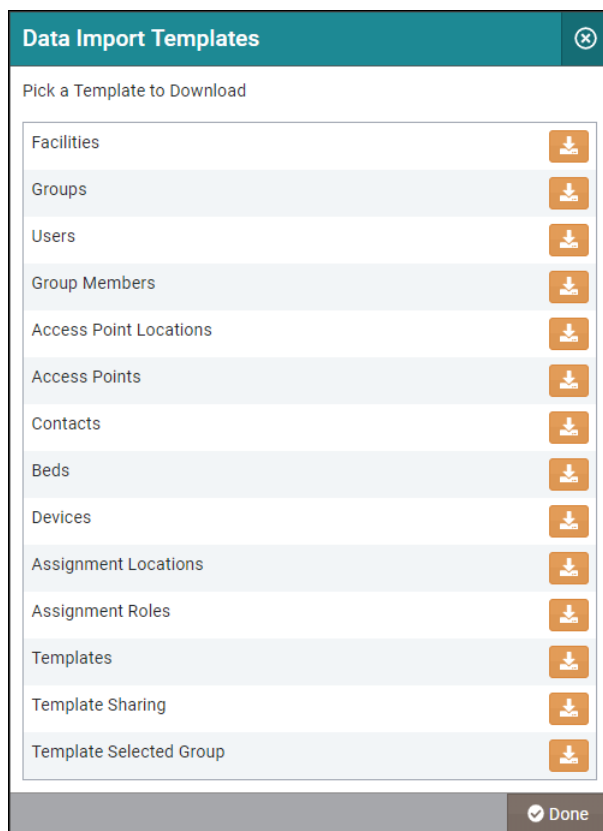 Data Import Templates
Pick a Template to Download
Facilities
Groups
Users
Group Members
Access Point Locations
Access Points
Contacts
Beds
Devices
Assignment Locations
Assignment Roles
Templates
Template Sharing
Template Selected Group
Done